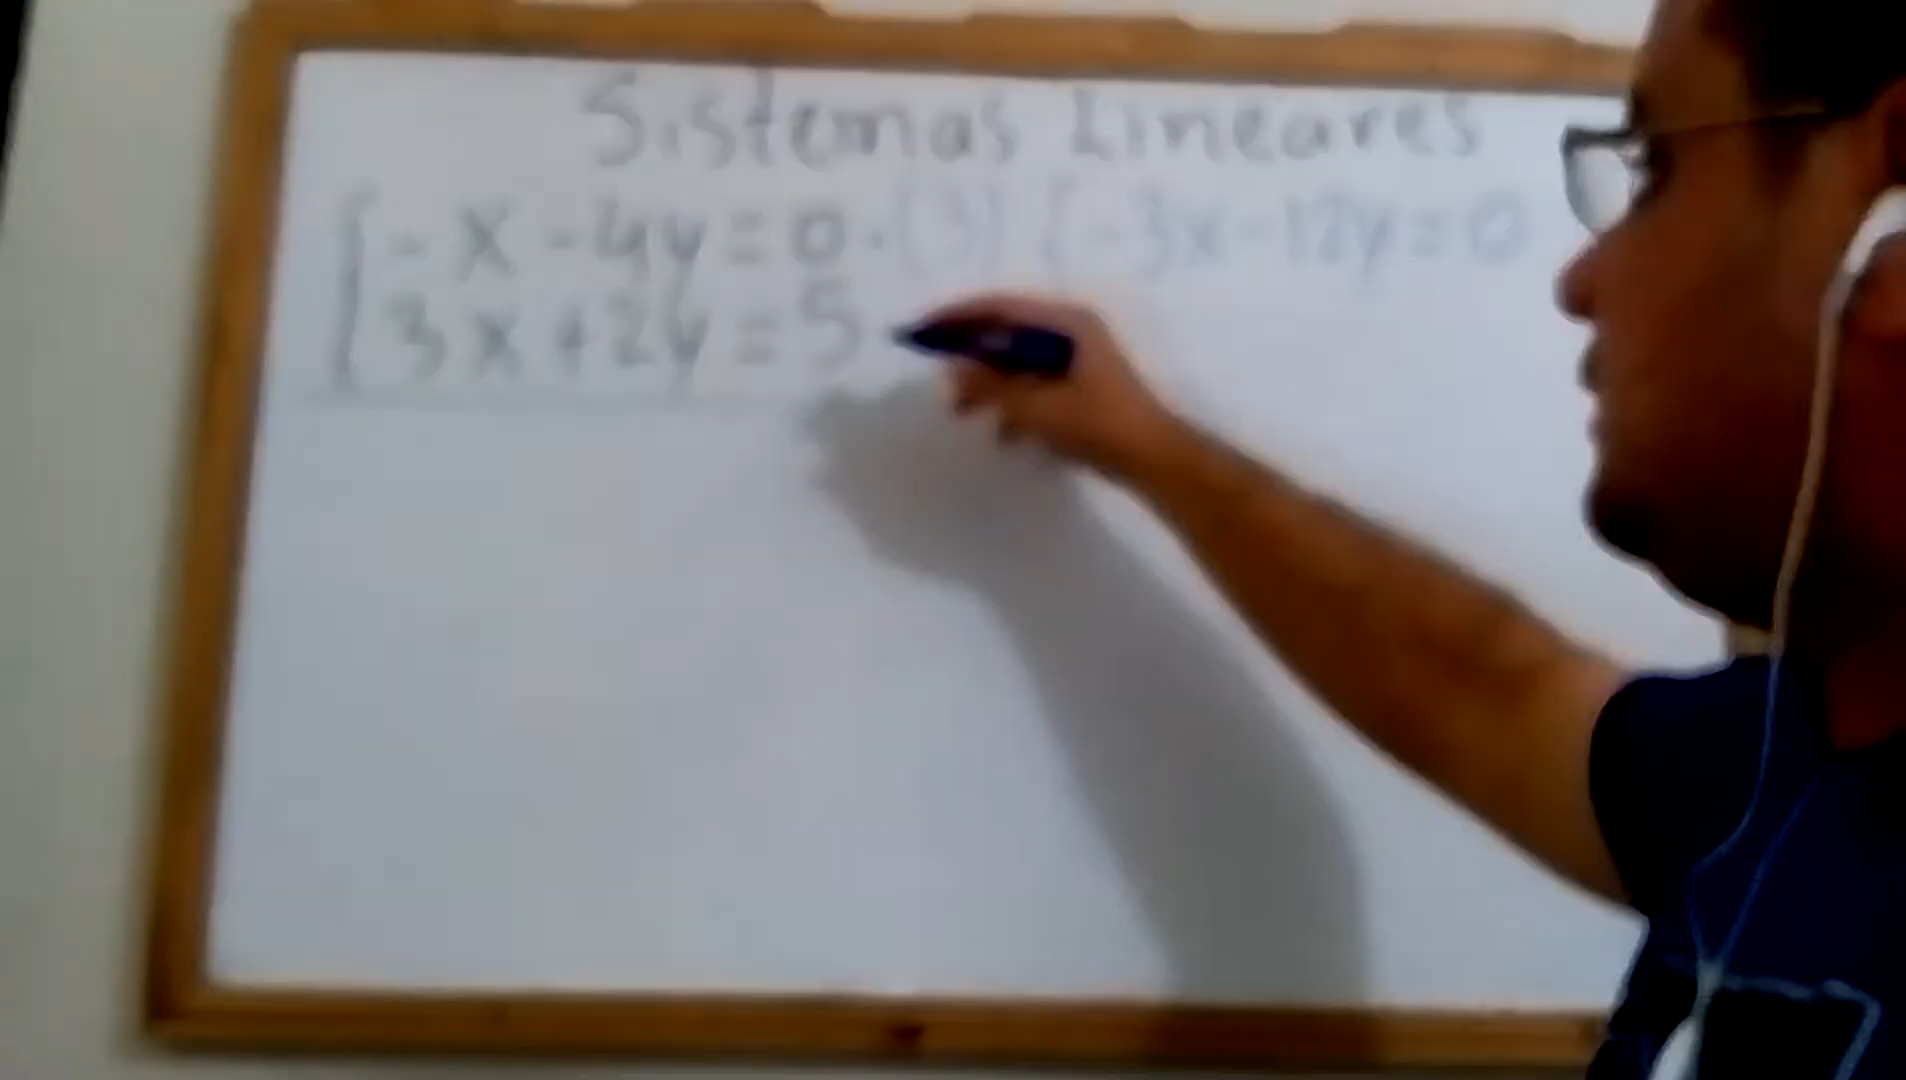 Sistemas Lineares
{ -x - 4y = 0 · (3) { -3x - 12y = 0
3x + 2y = 5